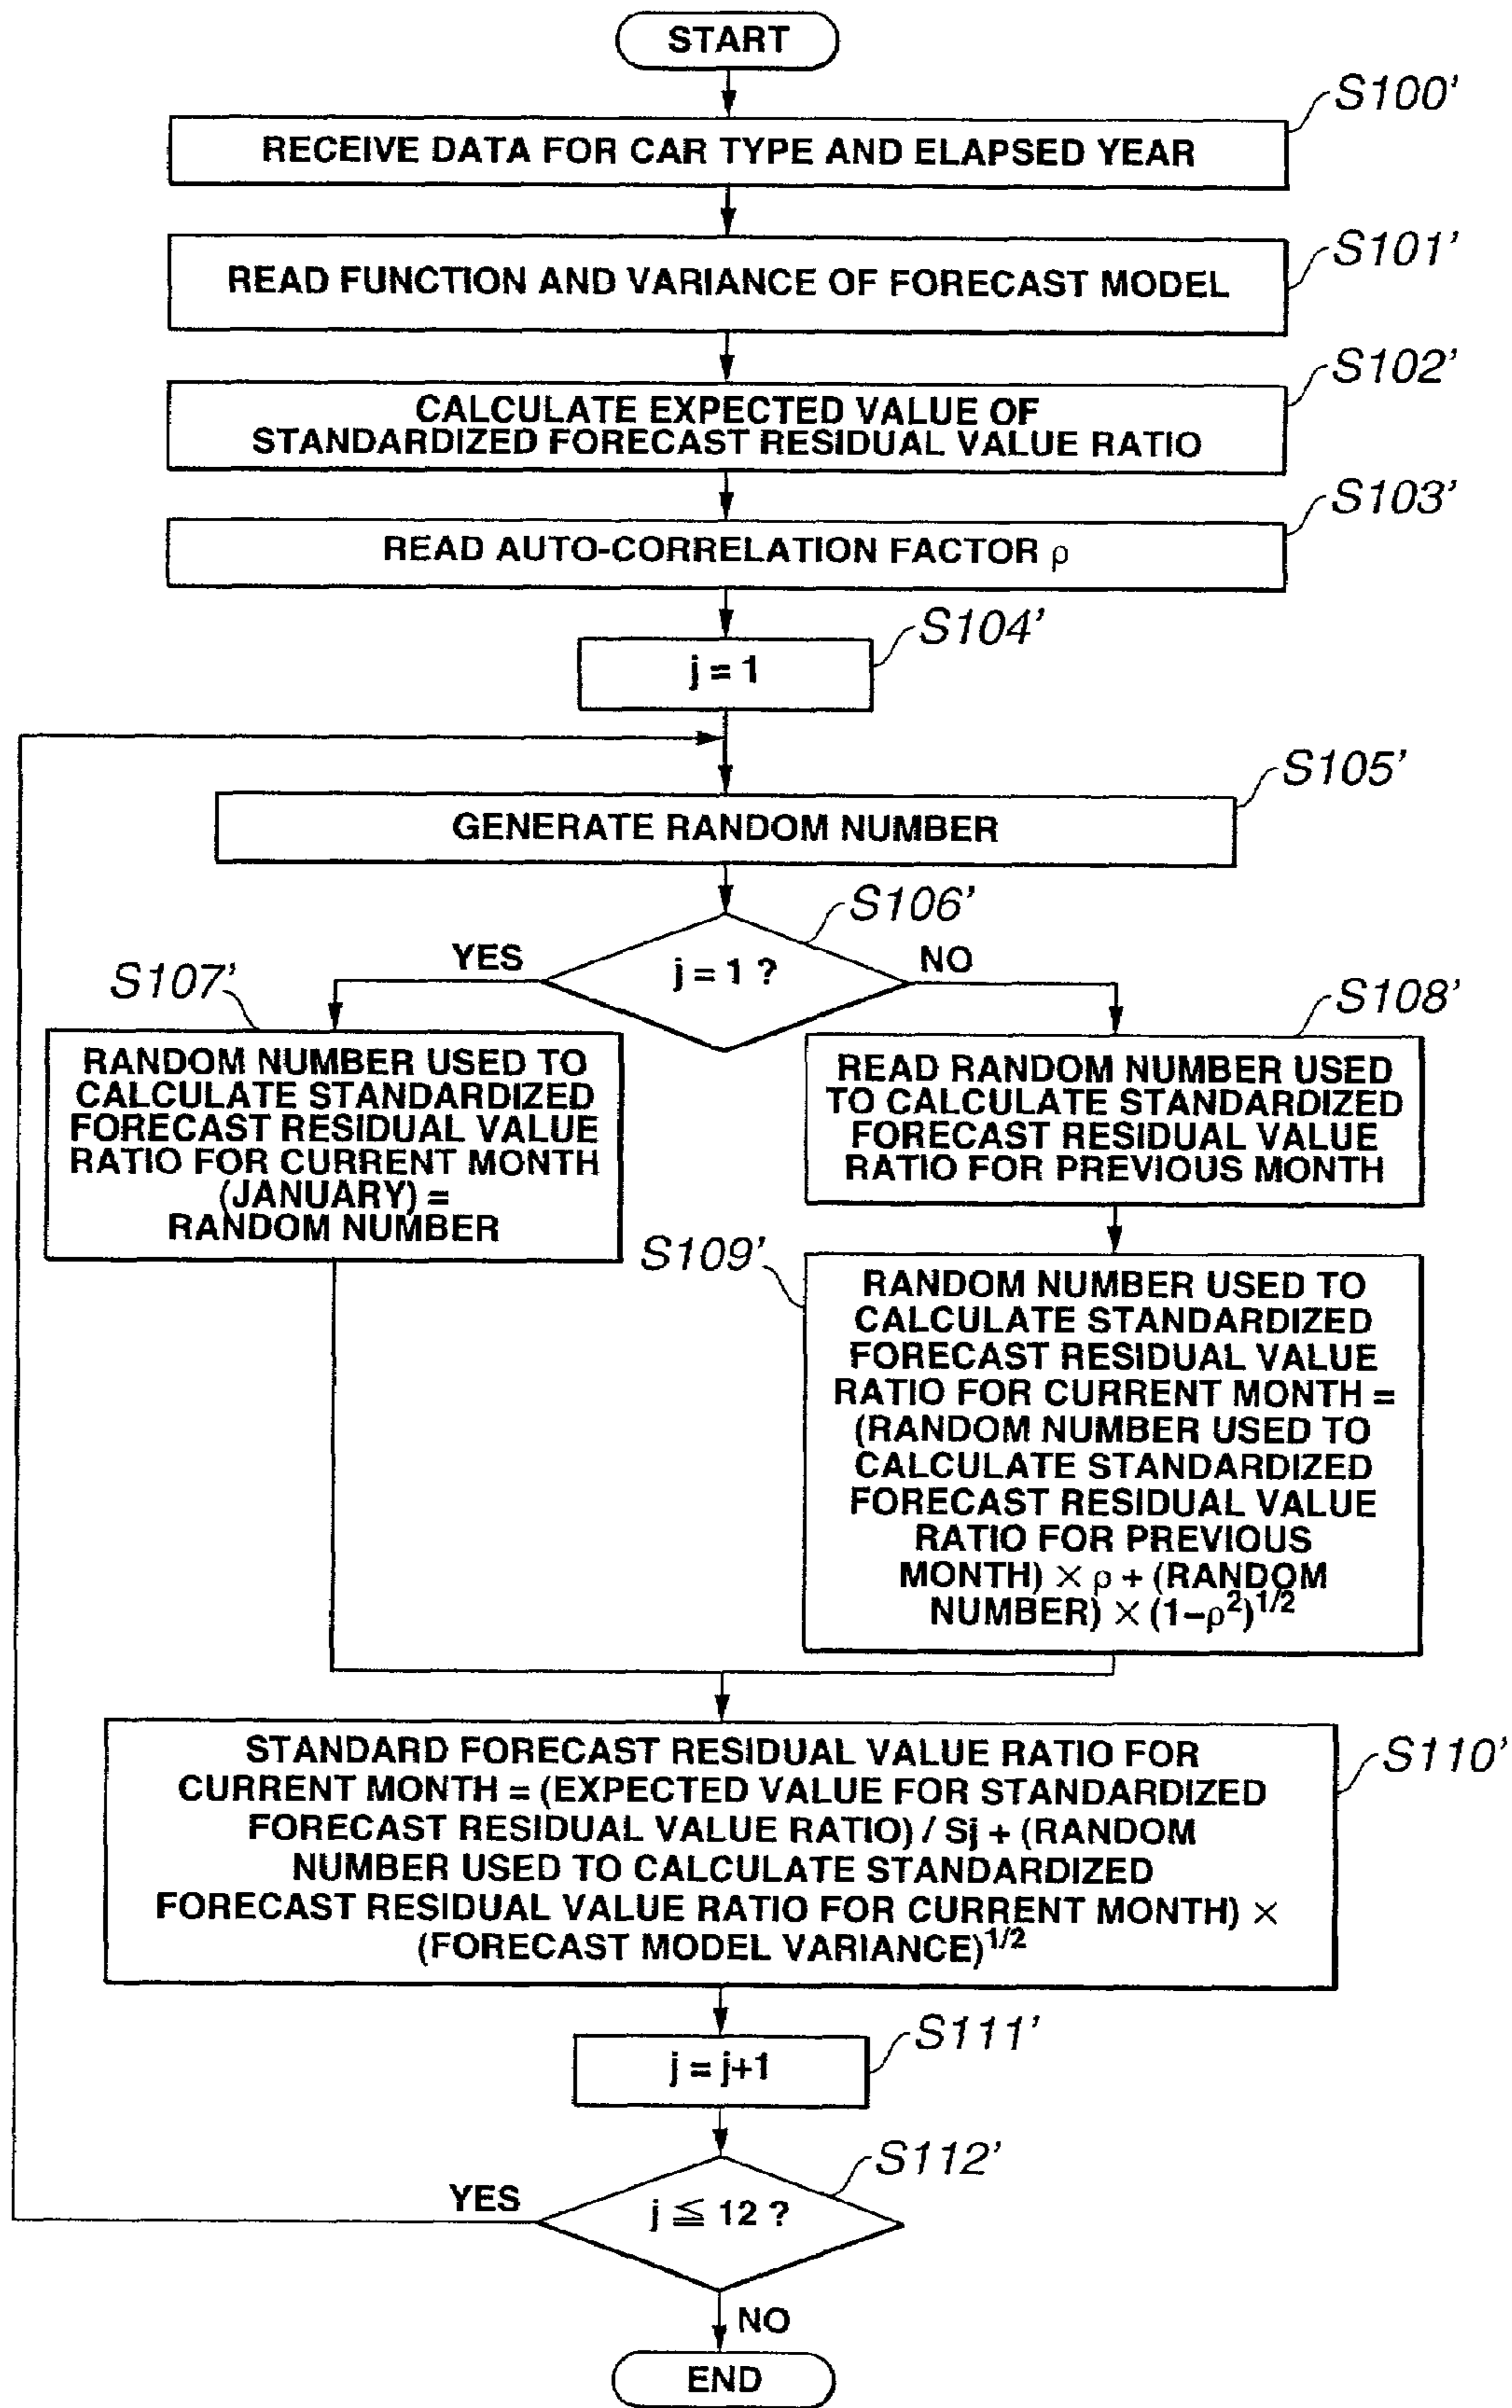 START
S100'
RECEIVE DATA FOR CAR TYPE AND ELAPSED YEAR
S101'
READ FUNCTION AND VARIANCE OF FORECAST MODEL
S102'
CALCULATE EXPECTED VALUE OF
STANDARDIZED FORECAST RESIDUAL VALUE RATIO
S103'
READ AUTO-CORRELATION FACTOR ρ
S104'
j = 1
S105'
GENERATE RANDOM NUMBER
S106'
j = 1 ?
YES
NO
S107'
RANDOM NUMBER USED TO
CALCULATE STANDARDIZED
FORECAST RESIDUAL VALUE
RATIO FOR CURRENT MONTH
(JANUARY) =
RANDOM NUMBER
S108'
READ RANDOM NUMBER USED
TO CALCULATE STANDARDIZED
FORECAST RESIDUAL VALUE
RATIO FOR PREVIOUS MONTH
S109'
RANDOM NUMBER USED TO
CALCULATE STANDARDIZED
FORECAST RESIDUAL VALUE
RATIO FOR CURRENT MONTH =
(RANDOM NUMBER USED TO
CALCULATE STANDARDIZED
FORECAST RESIDUAL VALUE
RATIO FOR PREVIOUS
MONTH) × ρ + (RANDOM
NUMBER) × (1–ρ²)^1/2
S110'
STANDARD FORECAST RESIDUAL VALUE RATIO FOR
CURRENT MONTH = (EXPECTED VALUE FOR STANDARDIZED
FORECAST RESIDUAL VALUE RATIO) / Sj + (RANDOM
NUMBER USED TO CALCULATE STANDARDIZED
FORECAST RESIDUAL VALUE RATIO FOR CURRENT MONTH) ×
(FORECAST MODEL VARIANCE)^1/2
S111'
j = j+1
S112'
j ≦ 12 ?
YES
NO
END